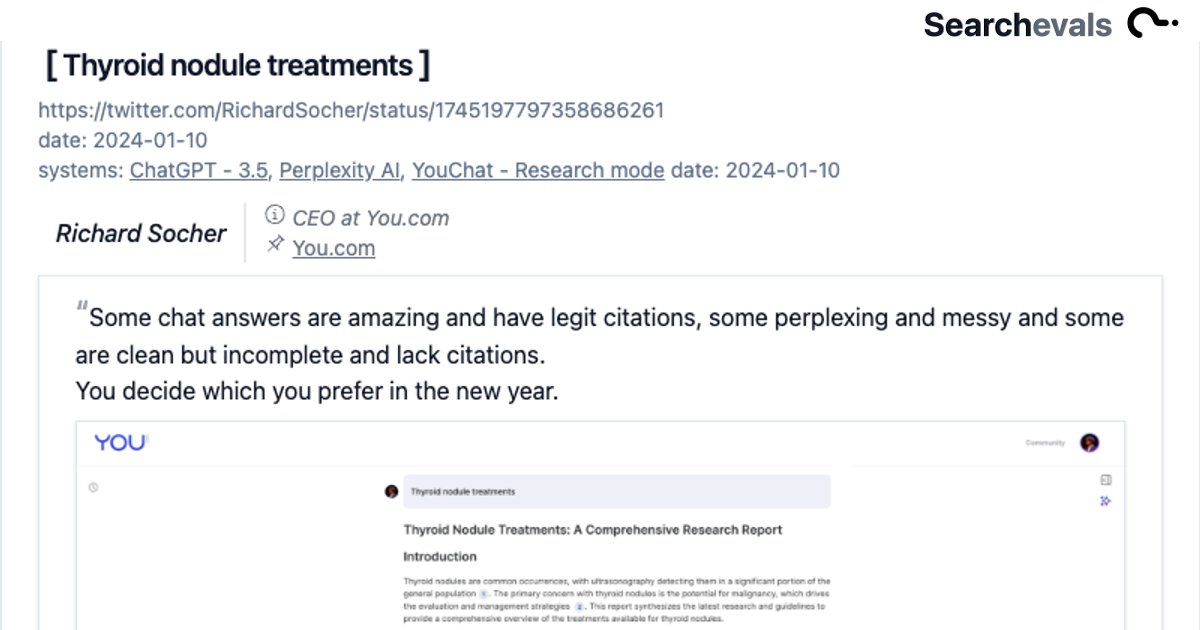 Searchevals
[ Thyroid nodule treatments ]
https://twitter.com/RichardSocher/status/1745197797358686261
date: 2024-01-10
systems: ChatGPT - 3.5, Perplexity AI, YouChat - Research mode date: 2024-01-10
Richard Socher
CEO at You.com
You.com
“Some chat answers are amazing and have legit citations, some perplexing and messy and some
are clean but incomplete and lack citations.
You decide which you prefer in the new year.
YOU
Community
Thyroid nodule treatments
Thyroid Nodule Treatments: A Comprehensive Research Report
Introduction
Thyroid nodules are common occurrences, with ultrasonography detecting them in a significant portion of the
general population 1. The primary concern with thyroid nodules is the potential for malignancy, which drives
the evaluation and management strategies 2. This report synthesizes the latest research and guidelines to
provide a comprehensive overview of the treatments available for thyroid nodules.